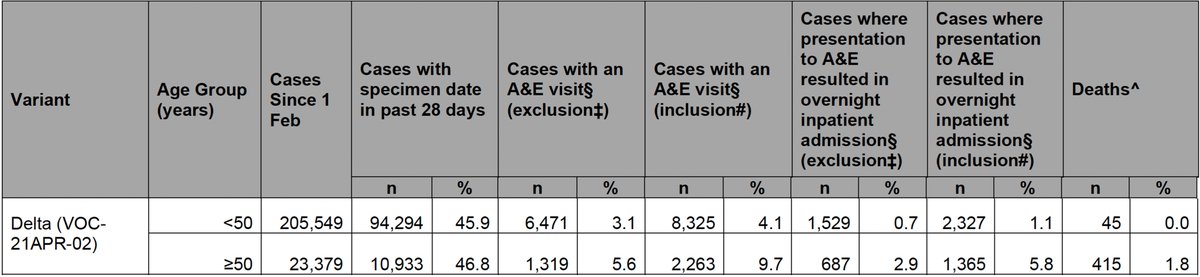 Variant
Age Group
(years)
Cases
Since 1
Feb
Cases with
specimen date
in past 28 days
Cases with an
A&E visit§
(exclusion‡)
Cases with an
A&E visit§
(inclusion#)
Cases where
presentation
to A&E
resulted in
overnight
inpatient
admission§
(exclusion‡)
Cases where
presentation
to A&E
resulted in
overnight
inpatient
admission§
(inclusion#)
Deaths^
n % n % n % n % n % n %
Delta (VOC-
21APR-02)
<50 205,549 94,294 45.9 6,471 3.1 8,325 4.1 1,529 0.7 2,327 1.1 45 0.0
≥50 23,379 10,933 46.8 1,319 5.6 2,263 9.7 687 2.9 1,365 5.8 415 1.8